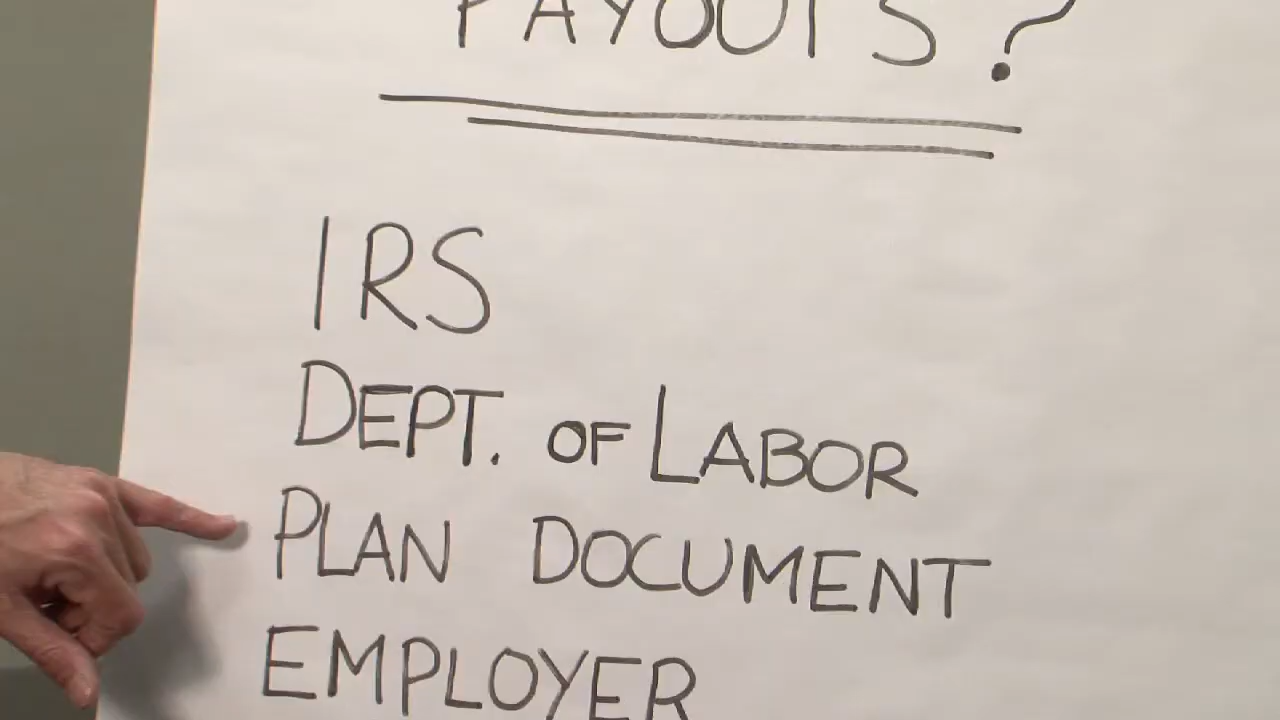 PAYOUTS?
IRS
DEPT. OF LABOR
PLAN DOCUMENT
EMPLOYER